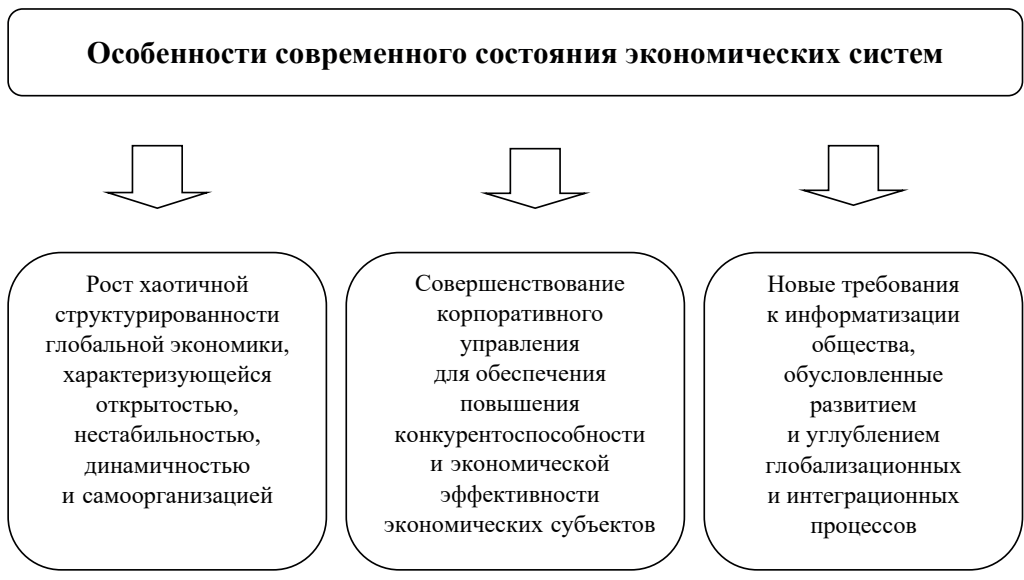 Особенности современного состояния экономических систем
Рост хаотичной
структурированности
глобальной экономики,
характеризующейся
открытостью,
нестабильностью,
динамичностью
и самоорганизацией
Совершенствование
корпоративного
управления
для обеспечения
повышения
конкурентоспособности
и экономической
эффективности
экономических субъектов
Новые требования
к информатизации
общества,
обусловленные
развитием
и углублением
глобализационных
и интеграционных
процессов